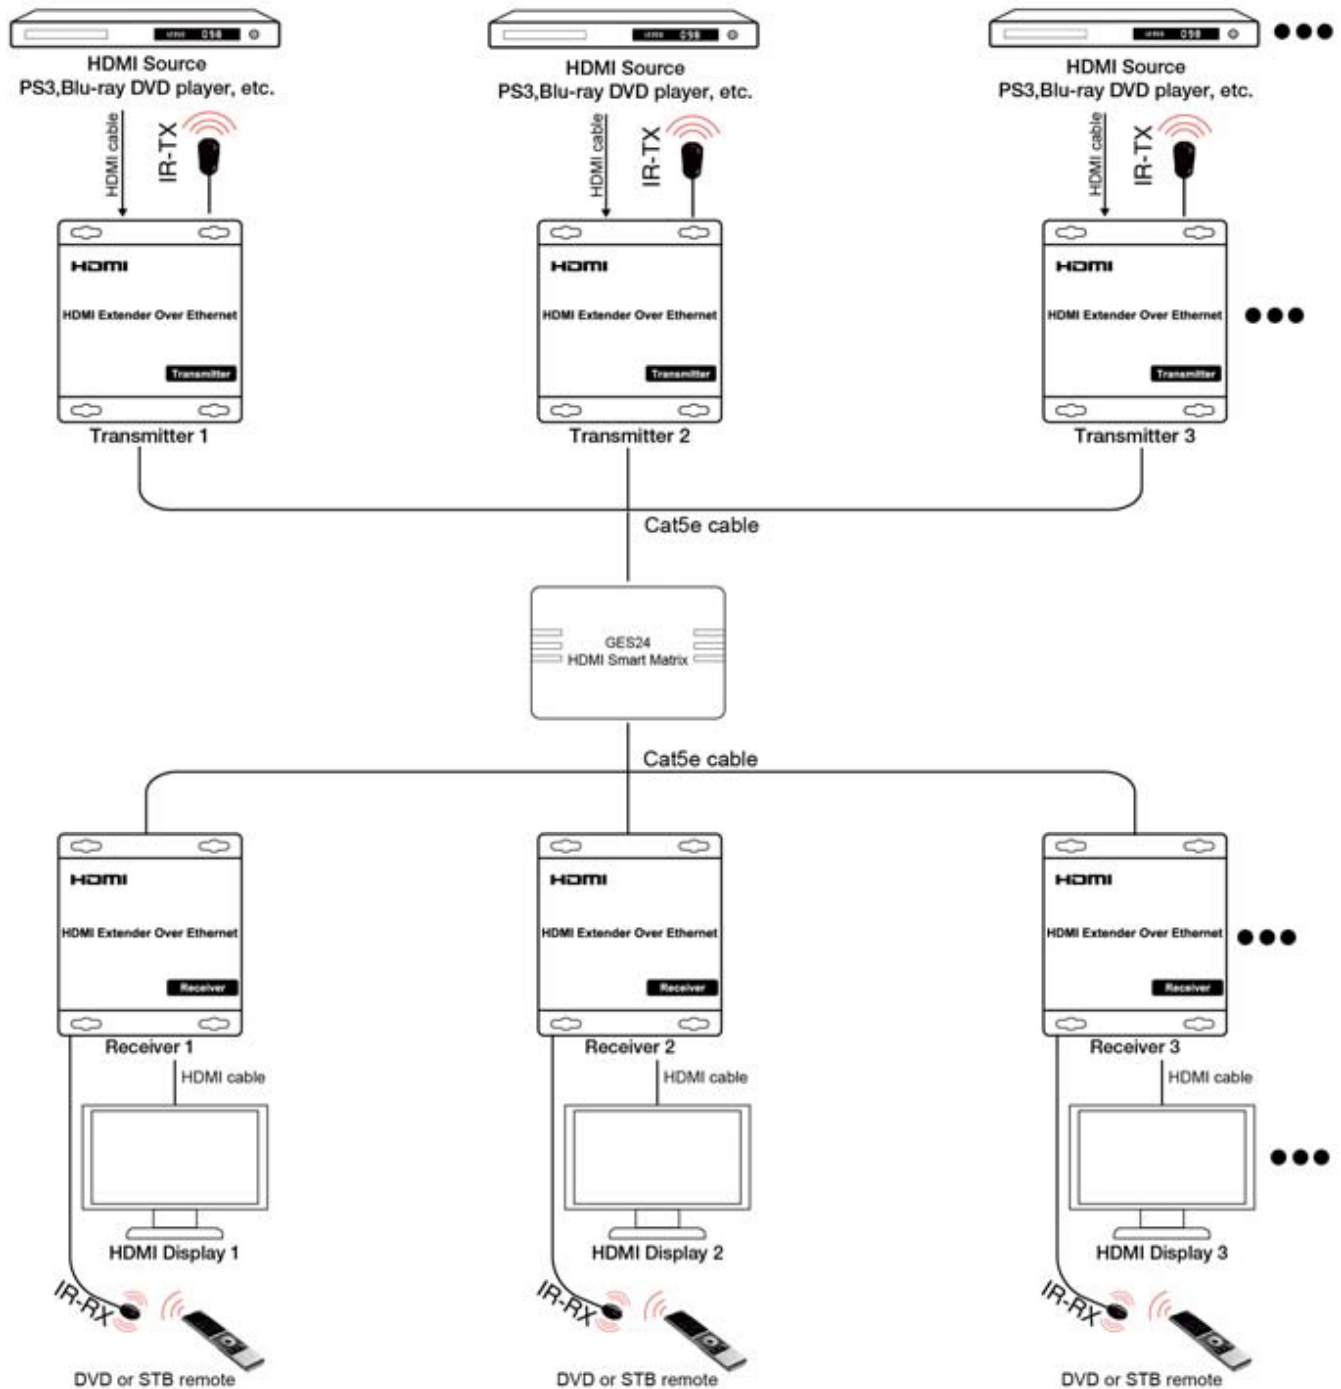 098
098
098
HDMI Source
PS3,Blu-ray DVD player, etc.
HDMI Source
PS3,Blu-ray DVD player, etc.
HDMI Source
PS3,Blu-ray DVD player, etc.
HDMI cable
IR-TX
HDMI cable
IR-TX
HDMI cable
IR-TX
HDMI
HDMI Extender Over Ethernet
Transmitter
Transmitter 1
HDMI
HDMI Extender Over Ethernet
Transmitter
Transmitter 2
HDMI
HDMI Extender Over Ethernet
Transmitter
Transmitter 3
Cat5e cable
GES24
HDMI Smart Matrix
Cat5e cable
HDMI
HDMI Extender Over Ethernet
Receiver
Receiver 1
HDMI
HDMI Extender Over Ethernet
Receiver
Receiver 2
HDMI
HDMI Extender Over Ethernet
Receiver
Receiver 3
HDMI cable
HDMI cable
HDMI cable
HDMI Display 1
HDMI Display 2
HDMI Display 3
IR-RX
IR-RX
IR-RX
DVD or STB remote
DVD or STB remote
DVD or STB remote